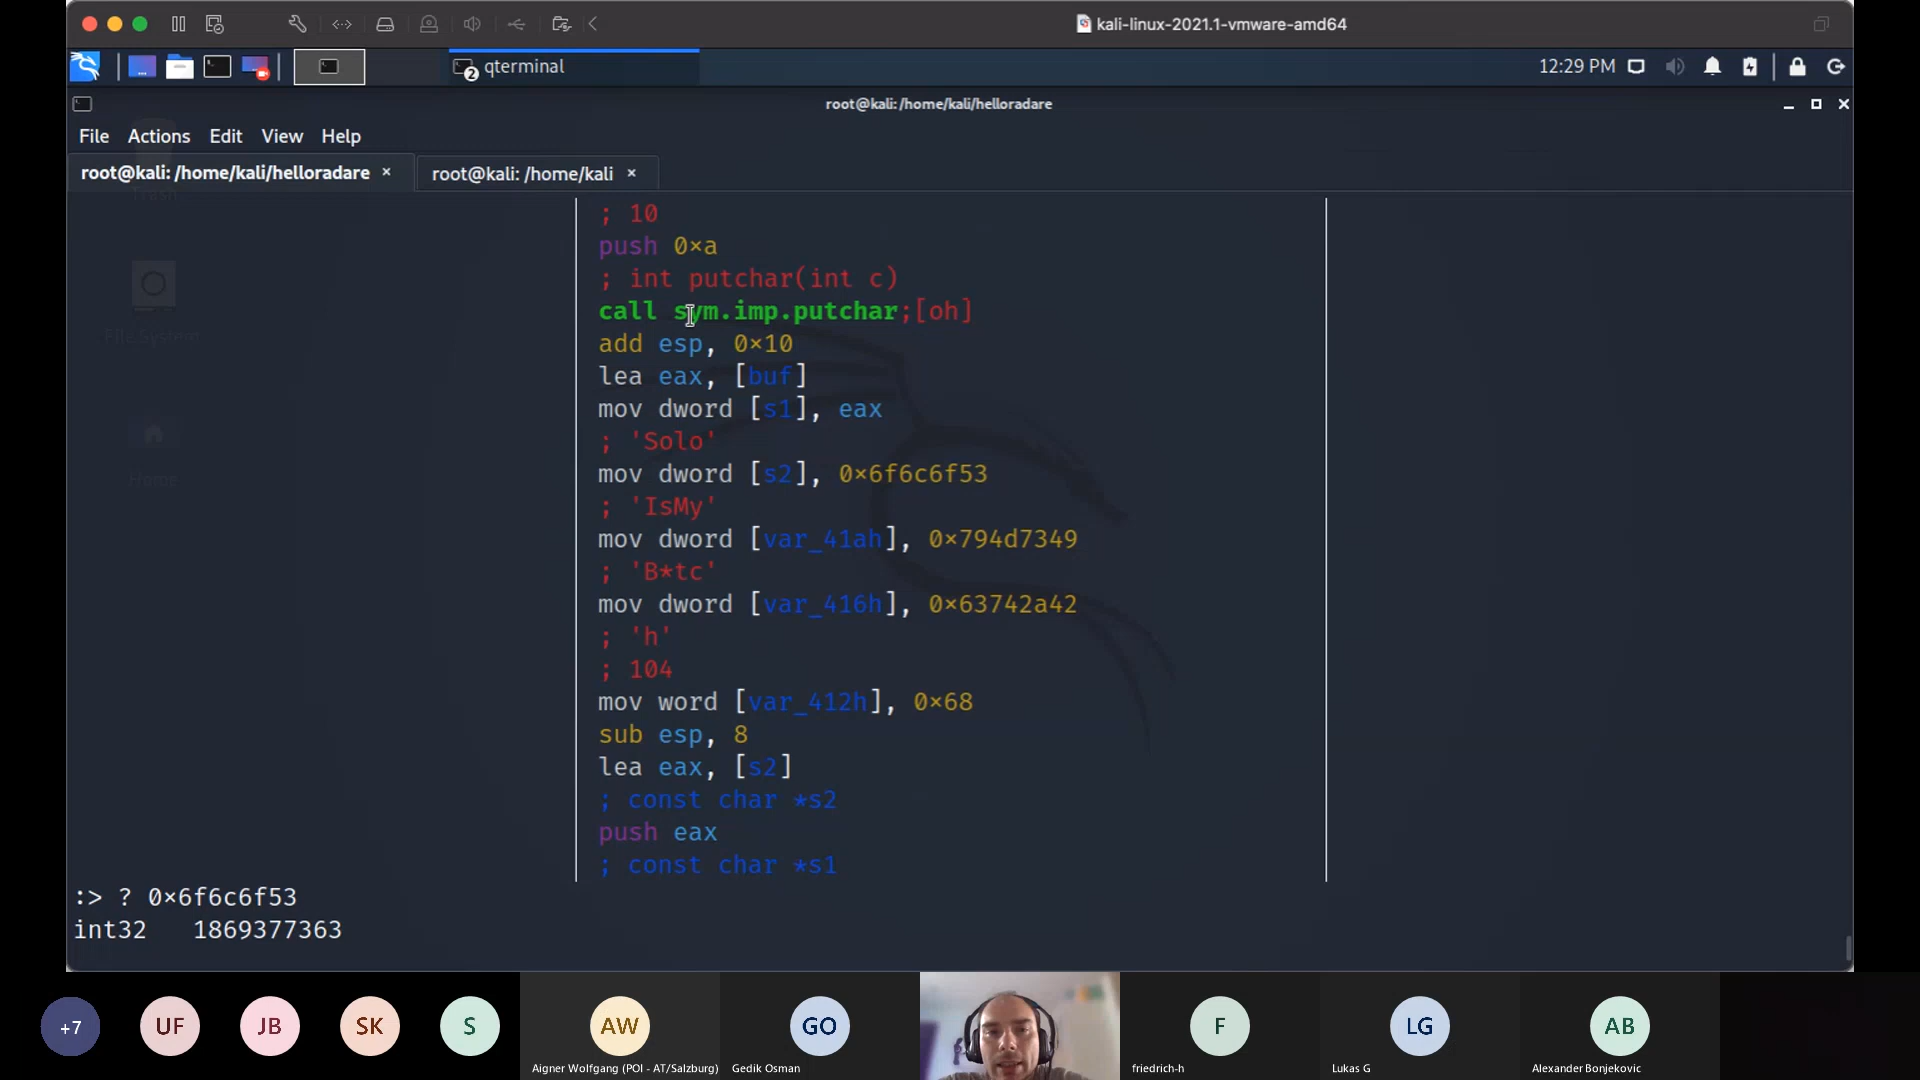 kali-linux-2021.1-vmware-amd64
2 qterminal
12:29 PM
root@kali: /home/kali/helloradare
File Actions Edit View Help
root@kali: /home/kali/helloradare × root@kali: /home/kali ×
Trash
File System
Home
; 10
push 0×a
; int putchar(int c)
call sym.imp.putchar;[oh]
add esp, 0×10
lea eax, [buf]
mov dword [s1], eax
; 'Solo'
mov dword [s2], 0×6f6c6f53
; 'IsMy'
mov dword [var_41ah], 0×794d7349
; 'B*tc'
mov dword [var_416h], 0×63742a42
; 'h'
; 104
mov word [var_412h], 0×68
sub esp, 8
lea eax, [s2]
; const char *s2
push eax
; const char *s1
:> ? 0×6f6c6f53
int32 1869377363
+7 UF JB SK S AW GO F LG AB
Aigner Wolfgang (POI - AT/Salzburg) Gedik Osman friedrich-h Lukas G Alexander Bonjekovic